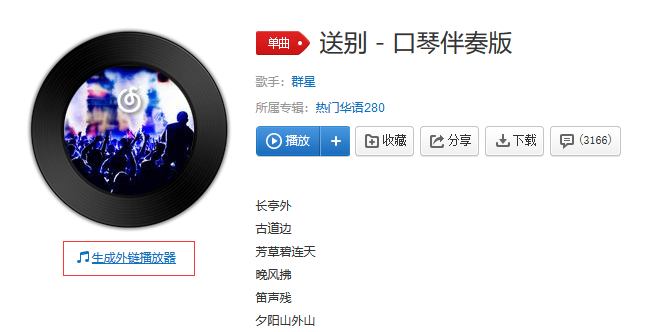 单曲 送别 - 口琴伴奏版
歌手：群星
所属专辑：热门华语280
播放 + 收藏 分享 下载 (3166)
生成外链播放器
长亭外
古道边
芳草碧连天
晚风拂
笛声残
夕阳山外山